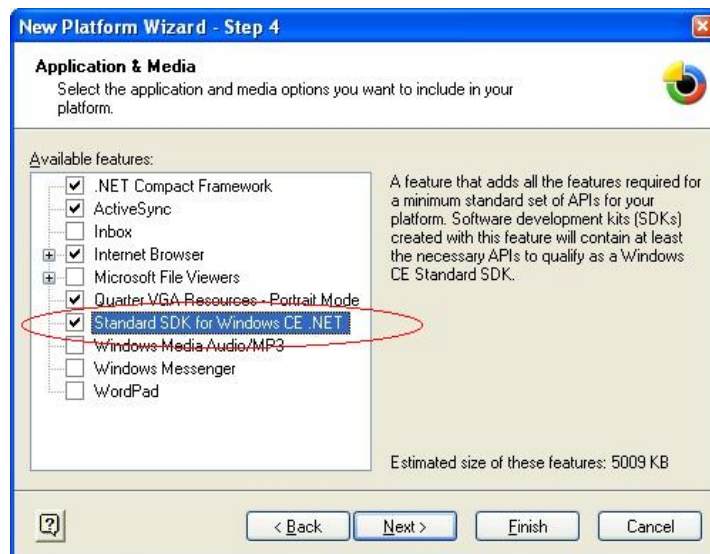 New Platform Wizard - Step 4
Application & Media
Select the application and media options you want to include in your
platform.
Available features:
.NET Compact Framework
ActiveSync
Inbox
Internet Browser
Microsoft File Viewers
Quarter VGA Resources - Portrait Mode
Standard SDK for Windows CE .NET
Windows Media Audio/MP3
Windows Messenger
WordPad
A feature that adds all the features required for
a minimum standard set of APIs for your
platform. Software development kits (SDKs)
created with this feature will contain at least
the necessary APIs to qualify as a Windows
CE Standard SDK.
Estimated size of these features: 5009 KB
< Back
Next >
Finish
Cancel